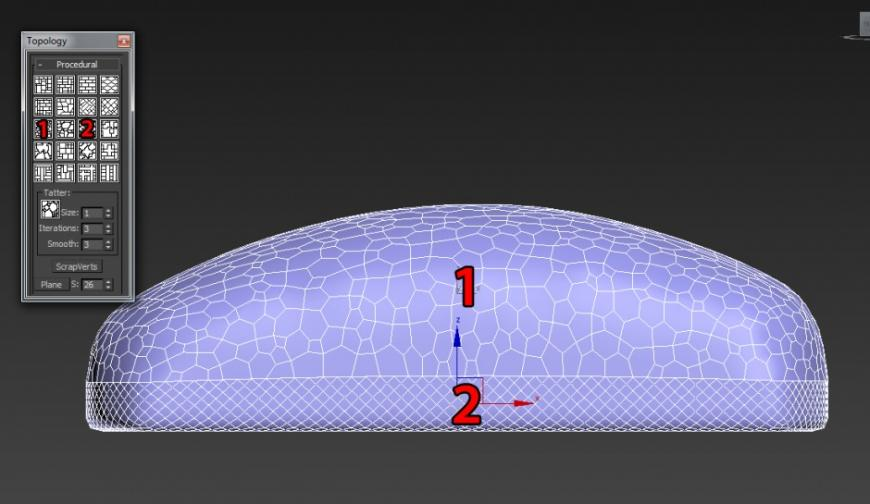 Topology
- Procedural
1 2
Tatter:
Size: 1
Iterations: 3
Smooth: 3
ScrapVerts
Plane S: 26
1
z
x
2